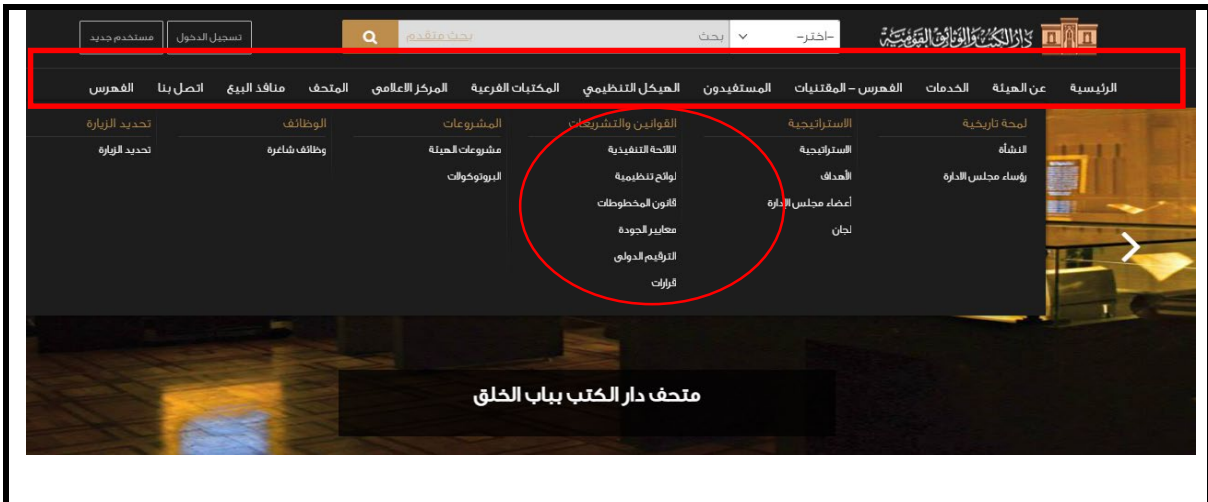 دار الكتب والوثائق القومية
-اختر-
بحث
بحث متقدم
تسجيل الدخول
مستخدم جديد
الرئيسية عن الهيئة الخدمات الفهرس – المقتنيات المستفيدون الهيكل التنظيمي المكتبات الفرعية المركز الاعلامى المتحف منافذ البيع اتصل بنا الفهرس
لمحة تاريخية
النشأة
رؤساء مجلس الادارة
الاستراتيجية
الاستراتيجية
الأهداف
أعضاء مجلس الإدارة
لجان
القوانين والتشريعات
اللائحة التنفيذية
لوائح تنظيمية
قانون المخطوطات
معايير الجودة
الترقيم الدولى
قرارات
المشروعات
مشروعات الهيئة
البروتوكولات
الوظائف
وظائف شاغرة
تحديد الزيارة
تحديد الزيارة
متحف دار الكتب بباب الخلق